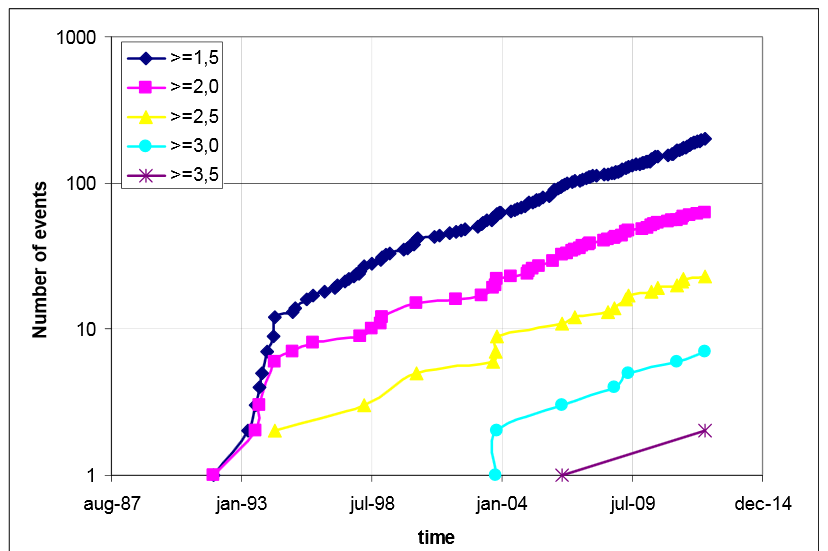 1000
>=1,5
>=2,0
>=2,5
>=3,0
>=3,5
100
10
1
Number of events
aug-87
jan-93
jul-98
jan-04
jul-09
dec-14
time